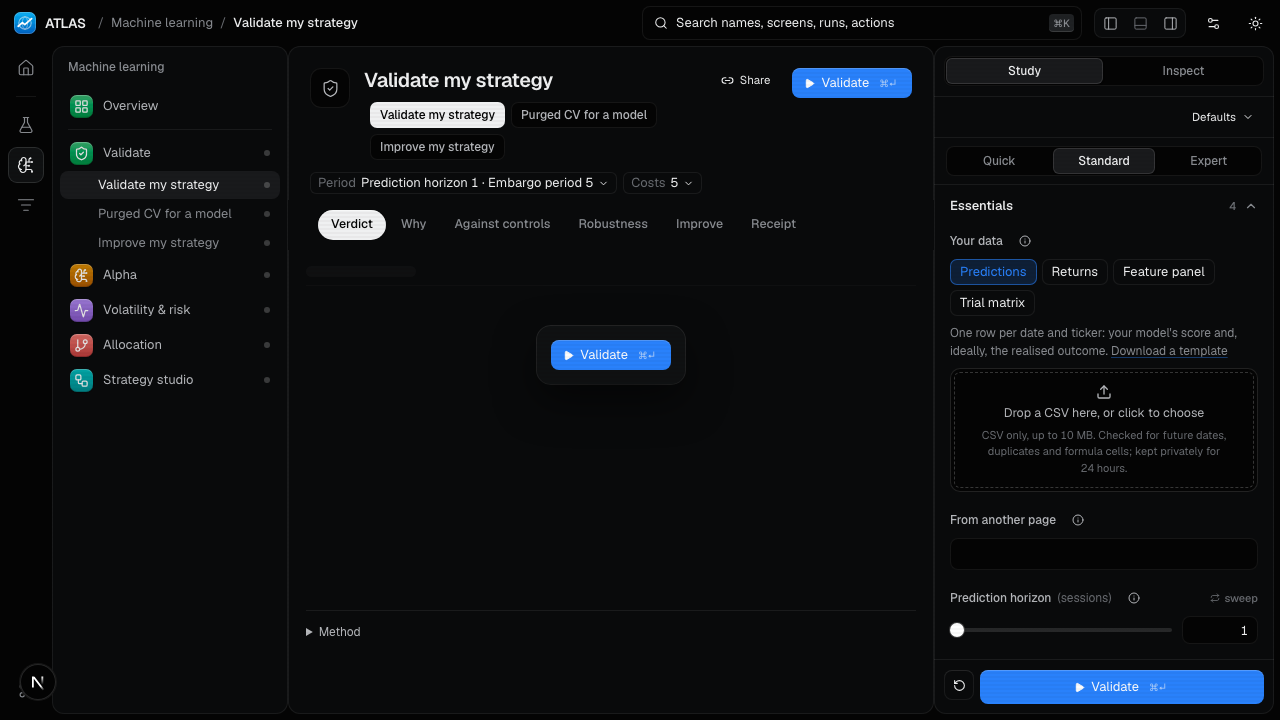 ATLAS / Machine learning / Validate my strategy
Search names, screens, runs, actions ⌘K
Machine learning
Overview
Validate
Validate my strategy
Purged CV for a model
Improve my strategy
Alpha
Volatility & risk
Allocation
Strategy studio
N
Validate my strategy
Share
Validate ⌘↵
Validate my strategy
Purged CV for a model
Improve my strategy
Period Prediction horizon 1 · Embargo period 5
Costs 5
Verdict Why Against controls Robustness Improve Receipt
Validate ⌘↵
Method
Study Inspect
Defaults
Quick Standard Expert
Essentials 4
Your data
Predictions Returns Feature panel
Trial matrix
One row per date and ticker: your model's score and,
ideally, the realised outcome. Download a template
Drop a CSV here, or click to choose
CSV only, up to 10 MB. Checked for future dates,
duplicates and formula cells; kept privately for
24 hours.
From another page
Prediction horizon (sessions) sweep
1
Validate ⌘↵